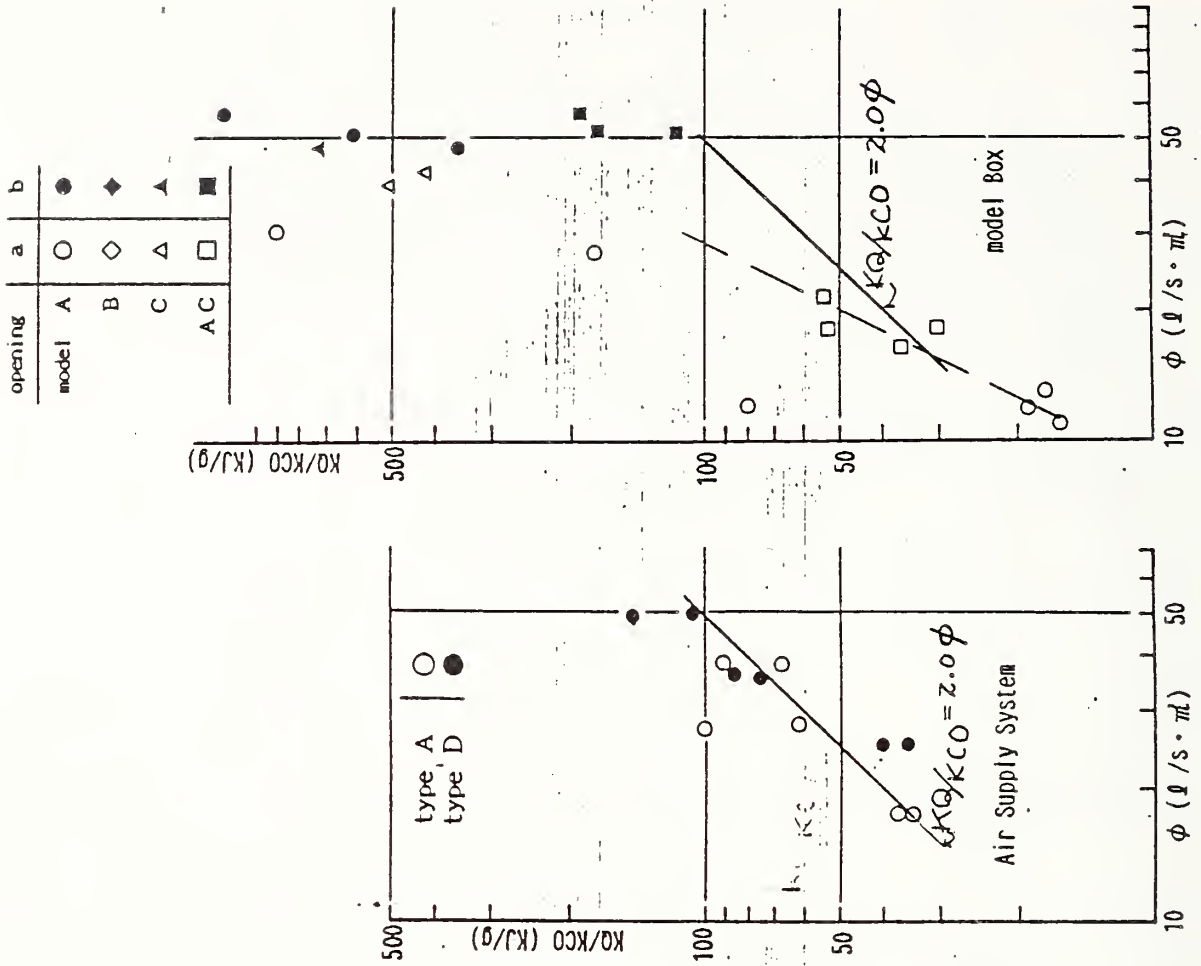 opening a b
model A
B
C
A C
KQ/KCO (KJ/g)
500
100
50
10
50
KQ/KCO = 2.0φ
model Box
φ (ℓ/s・㎡)
type A
type D
KQ/KCO (KJ/g)
500
100
50
10
50
KQ/KCO = 2.0φ
Air Supply System
φ (ℓ/s・㎡)